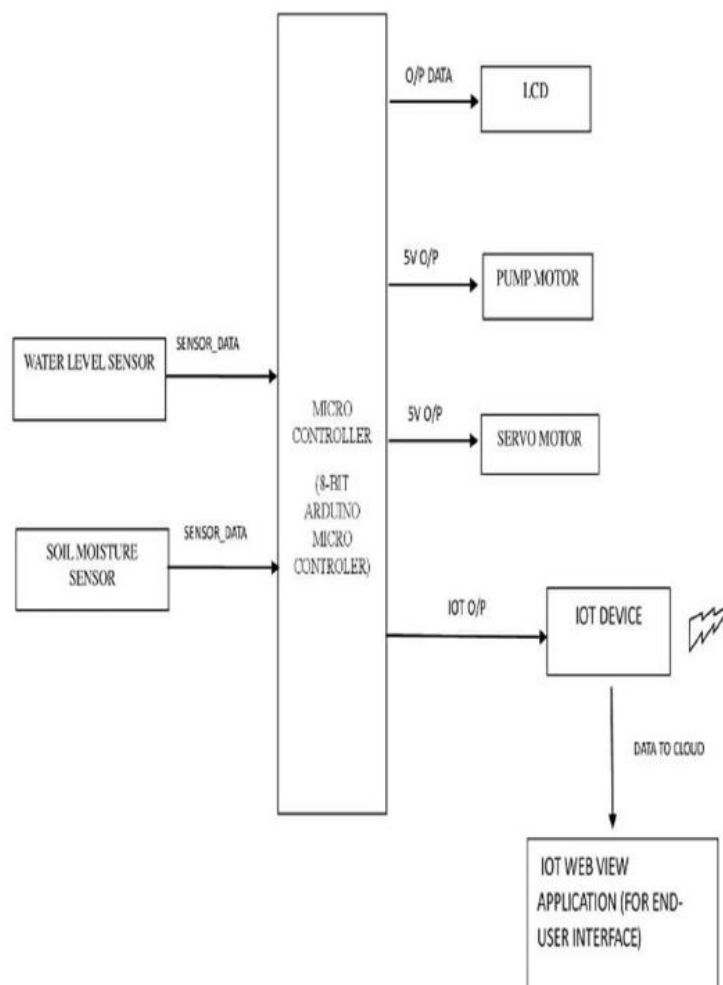 O/P DATA
LCD
5V O/P
PUMP MOTOR
SENSOR_DATA
WATER LEVEL SENSOR
MICRO
CONTROLLER
(8-BIT
ARDUINO
MICRO
CONTROLER)
5V O/P
SERVO MOTOR
SENSOR_DATA
SOIL MOISTURE
SENSOR
IOT O/P
IOT DEVICE
DATA TO CLOUD
IOT WEB VIEW
APPLICATION (FOR END-
USER INTERFACE)